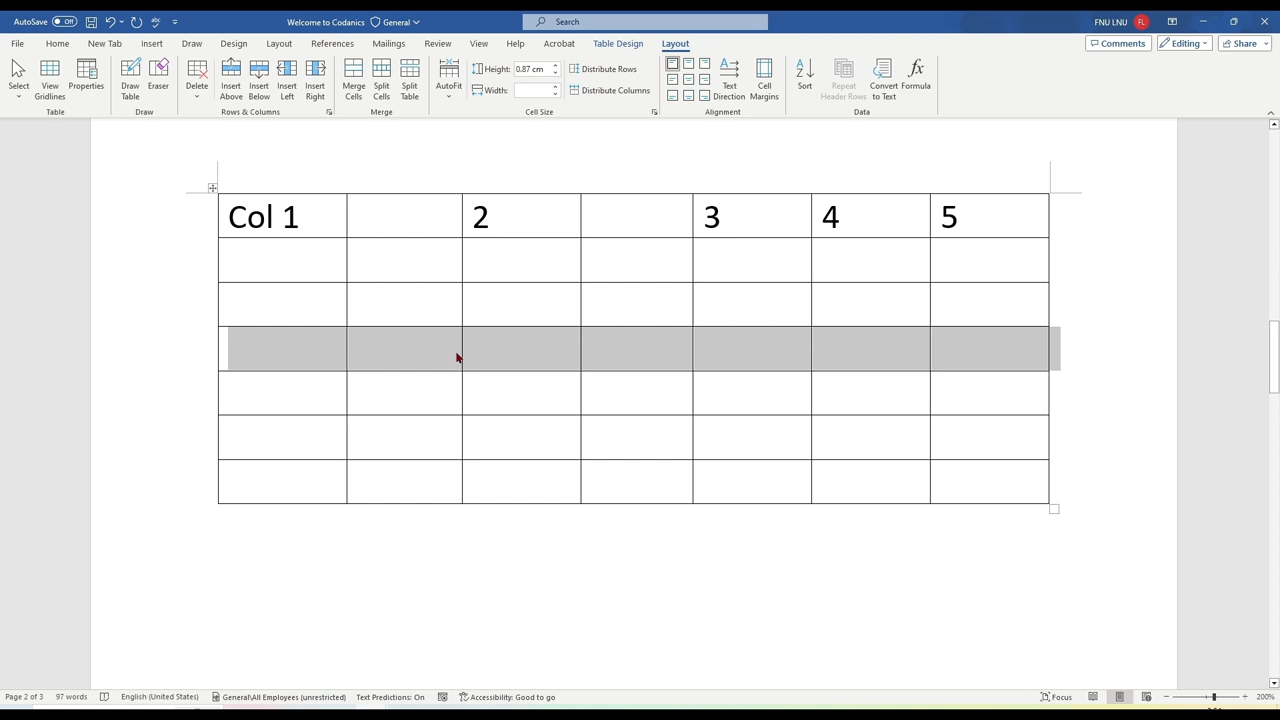 AutoSave Off Welcome to Codanics General Search FNU LNU FL
File Home New Tab Insert Draw Design Layout References Mailings Review View Help Acrobat Table Design Layout Comments Editing Share
Select
View Gridlines
Properties
Draw Table
Eraser
Delete
Insert Above
Insert Below
Insert Left
Insert Right
Merge Cells
Split Cells
Split Table
AutoFit
Height: 0.87 cm
Width:
Distribute Rows
Distribute Columns
Text Direction
Cell Margins
Sort
Repeat Header Rows
Convert to Text
Formula
Table Draw Rows & Columns Merge Cell Size Alignment Data
Col 1 2 3 4 5
Page 2 of 3 97 words English (United States) General\All Employees (unrestricted) Text Predictions: On Accessibility: Good to go Focus 200%